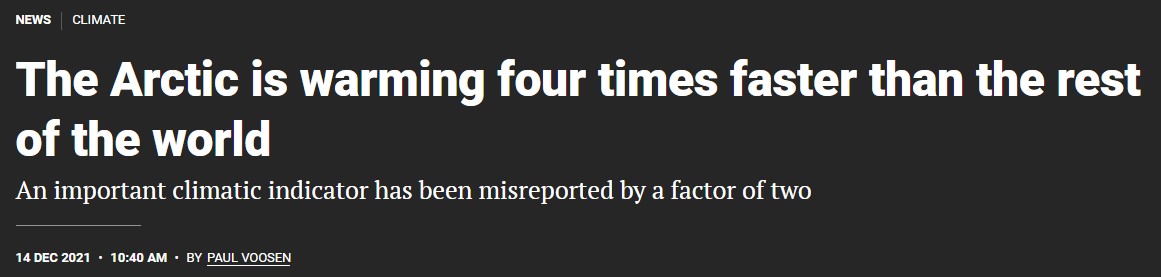 NEWS | CLIMATE
The Arctic is warming four times faster than the rest
of the world
An important climatic indicator has been misreported by a factor of two
14 DEC 2021 • 10:40 AM • BY PAUL VOOSEN